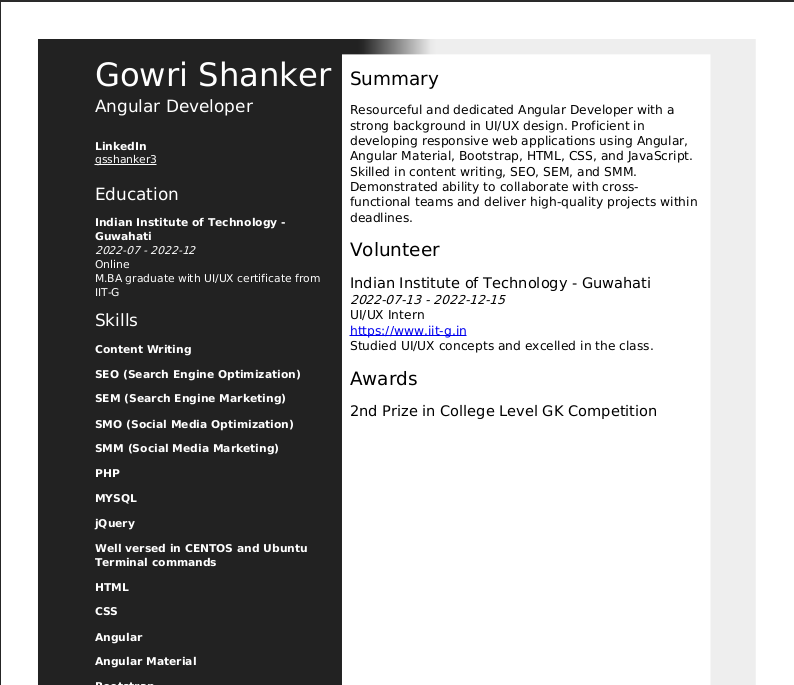 Gowri Shanker
Angular Developer
LinkedIn
gsshanker3
Education
Indian Institute of Technology -
Guwahati
2022-07 - 2022-12
Online
M.BA graduate with UI/UX certificate from
IIT-G
Skills
Content Writing
SEO (Search Engine Optimization)
SEM (Search Engine Marketing)
SMO (Social Media Optimization)
SMM (Social Media Marketing)
PHP
MYSQL
jQuery
Well versed in CENTOS and Ubuntu
Terminal commands
HTML
CSS
Angular
Angular Material
Bootstrap
Summary
Resourceful and dedicated Angular Developer with a
strong background in UI/UX design. Proficient in
developing responsive web applications using Angular,
Angular Material, Bootstrap, HTML, CSS, and JavaScript.
Skilled in content writing, SEO, SEM, and SMM.
Demonstrated ability to collaborate with cross-
functional teams and deliver high-quality projects within
deadlines.
Volunteer
Indian Institute of Technology - Guwahati
2022-07-13 - 2022-12-15
UI/UX Intern
https://www.iit-g.in
Studied UI/UX concepts and excelled in the class.
Awards
2nd Prize in College Level GK Competition